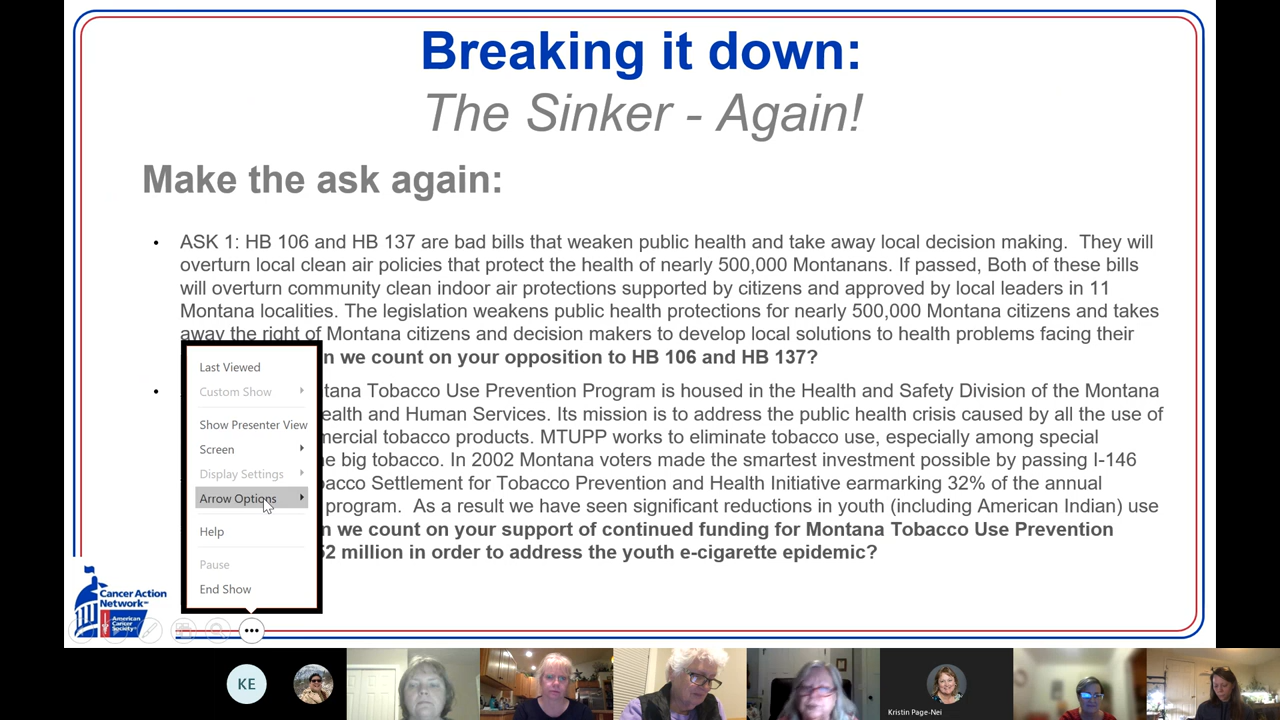 Breaking it down:
The Sinker - Again!
Make the ask again:
• ASK 1: HB 106 and HB 137 are bad bills that weaken public health and take away local decision making.  They will
overturn local clean air policies that protect the health of nearly 500,000 Montanans. If passed, Both of these bills
will overturn community clean indoor air protections supported by citizens and approved by local leaders in 11
Montana localities. The legislation weakens public health protections for nearly 500,000 Montana citizens and takes
away the right of Montana citizens and decision makers to develop local solutions to health problems facing their
n we count on your opposition to HB 106 and HB 137?
• tana Tobacco Use Prevention Program is housed in the Health and Safety Division of the Montana
ealth and Human Services. Its mission is to address the public health crisis caused by all the use of
mercial tobacco products. MTUPP works to eliminate tobacco use, especially among special
e big tobacco. In 2002 Montana voters made the smartest investment possible by passing I-146
acco Settlement for Tobacco Prevention and Health Initiative earmarking 32% of the annual
program.  As a result we have seen significant reductions in youth (including American Indian) use
n we count on your support of continued funding for Montana Tobacco Use Prevention
2 million in order to address the youth e-cigarette epidemic?
Last Viewed
Custom Show
Show Presenter View
Screen
Display Settings
Arrow Options
Help
Pause
End Show
Cancer Action
Network
American
Cancer
Society
KE
Kristin Page-Nei